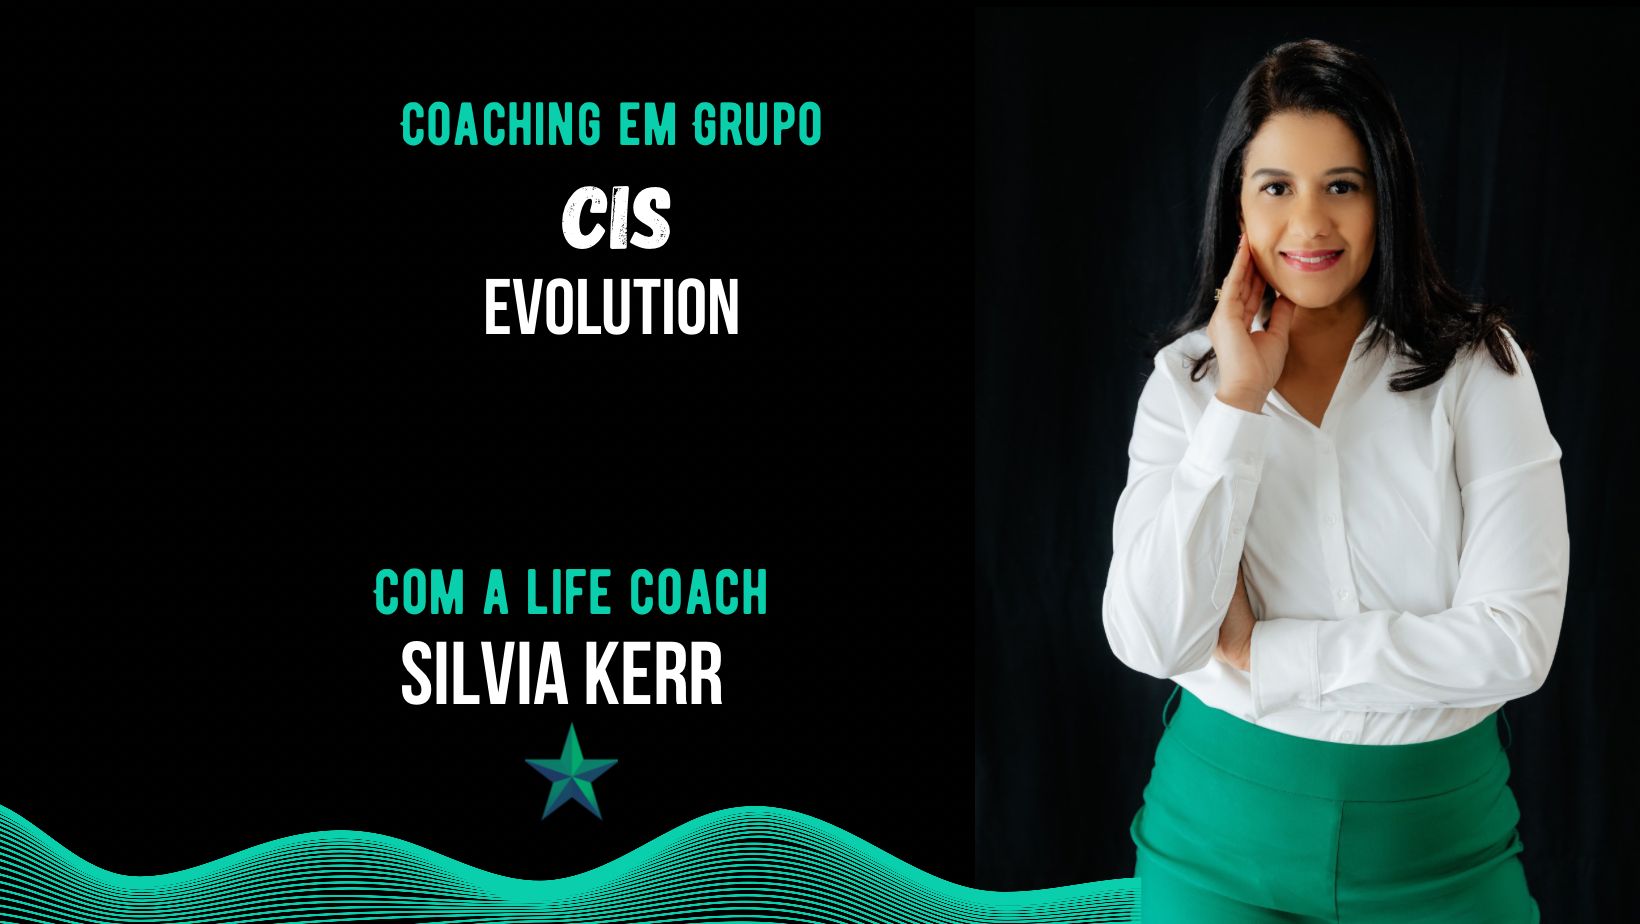 COACHING EM GRUPO
CIS
EVOLUTION
COM A LIFE COACH
SILVIA KERR